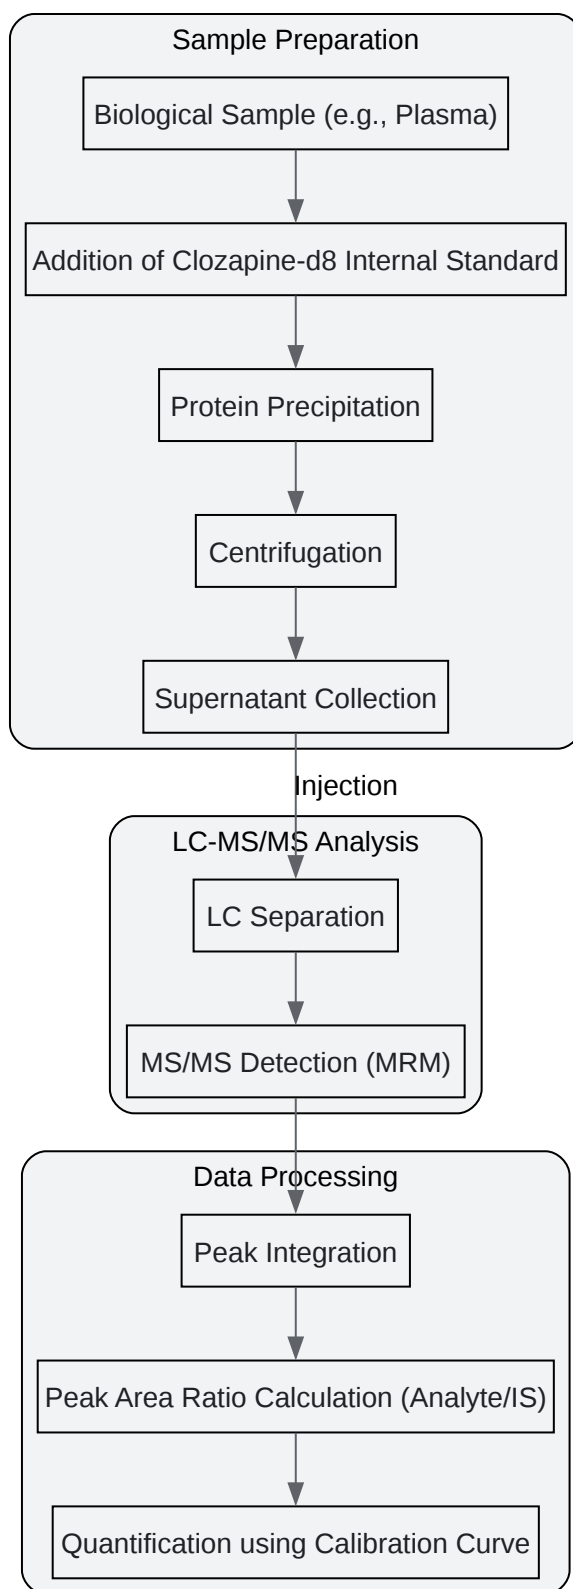 Sample Preparation
Biological Sample (e.g., Plasma)
Addition of Clozapine-d8 Internal Standard
Protein Precipitation
Centrifugation
Supernatant Collection
Injection
LC-MS/MS Analysis
LC Separation
MS/MS Detection (MRM)
Data Processing
Peak Integration
Peak Area Ratio Calculation (Analyte/IS)
Quantification using Calibration Curve